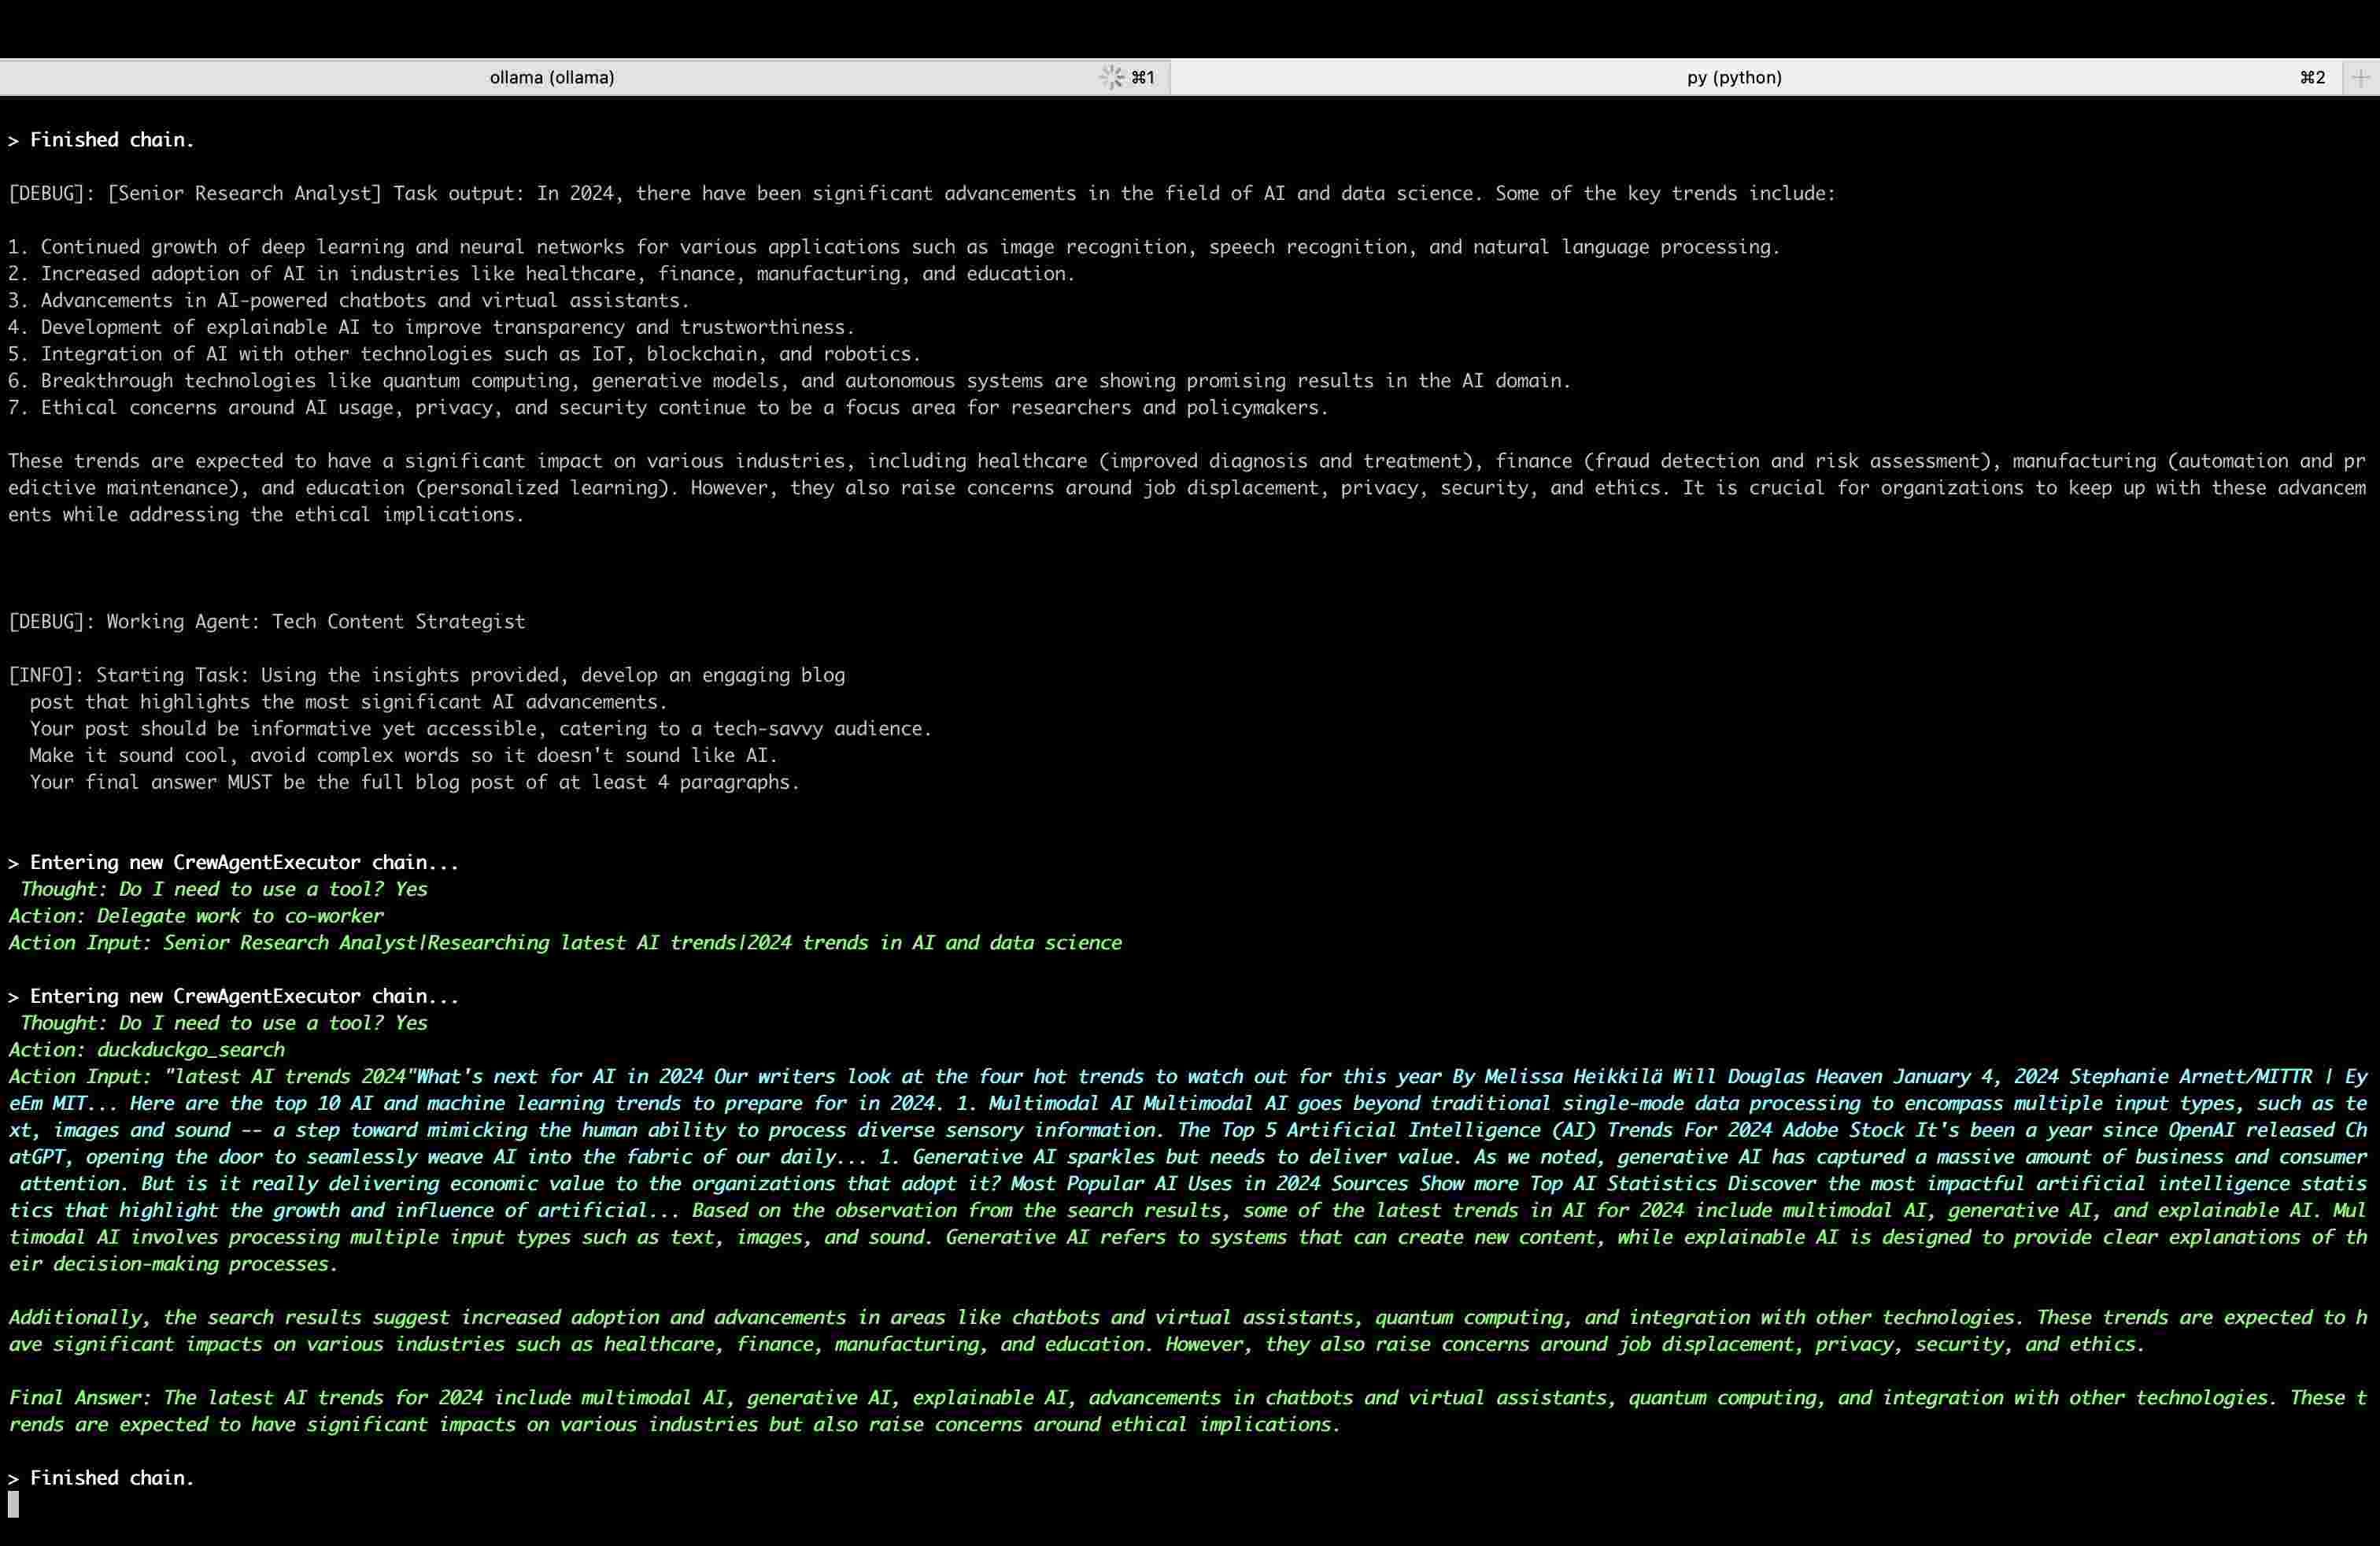 ollama (ollama) ⌘1 py (python) ⌘2 +
> Finished chain.
[DEBUG]: [Senior Research Analyst] Task output: In 2024, there have been significant advancements in the field of AI and data science. Some of the key trends include:
1. Continued growth of deep learning and neural networks for various applications such as image recognition, speech recognition, and natural language processing.
2. Increased adoption of AI in industries like healthcare, finance, manufacturing, and education.
3. Advancements in AI-powered chatbots and virtual assistants.
4. Development of explainable AI to improve transparency and trustworthiness.
5. Integration of AI with other technologies such as IoT, blockchain, and robotics.
6. Breakthrough technologies like quantum computing, generative models, and autonomous systems are showing promising results in the AI domain.
7. Ethical concerns around AI usage, privacy, and security continue to be a focus area for researchers and policymakers.
These trends are expected to have a significant impact on various industries, including healthcare (improved diagnosis and treatment), finance (fraud detection and risk assessment), manufacturing (automation and pr
edictive maintenance), and education (personalized learning). However, they also raise concerns around job displacement, privacy, security, and ethics. It is crucial for organizations to keep up with these advancem
ents while addressing the ethical implications.
[DEBUG]: Working Agent: Tech Content Strategist
[INFO]: Starting Task: Using the insights provided, develop an engaging blog
post that highlights the most significant AI advancements.
Your post should be informative yet accessible, catering to a tech-savvy audience.
Make it sound cool, avoid complex words so it doesn't sound like AI.
Your final answer MUST be the full blog post of at least 4 paragraphs.
> Entering new CrewAgentExecutor chain...
Thought: Do I need to use a tool? Yes
Action: Delegate work to co-worker
Action Input: Senior Research Analyst|Researching latest AI trends|2024 trends in AI and data science
> Entering new CrewAgentExecutor chain...
Thought: Do I need to use a tool? Yes
Action: duckduckgo_search
Action Input: "latest AI trends 2024"What's next for AI in 2024 Our writers look at the four hot trends to watch out for this year By Melissa Heikkilä Will Douglas Heaven January 4, 2024 Stephanie Arnett/MITTR | Ey
eEm MIT... Here are the top 10 AI and machine learning trends to prepare for in 2024. 1. Multimodal AI Multimodal AI goes beyond traditional single-mode data processing to encompass multiple input types, such as te
xt, images and sound -- a step toward mimicking the human ability to process diverse sensory information. The Top 5 Artificial Intelligence (AI) Trends For 2024 Adobe Stock It's been a year since OpenAI released Ch
atGPT, opening the door to seamlessly weave AI into the fabric of our daily... 1. Generative AI sparkles but needs to deliver value. As we noted, generative AI has captured a massive amount of business and consumer
attention. But is it really delivering economic value to the organizations that adopt it? Most Popular AI Uses in 2024 Sources Show more Top AI Statistics Discover the most impactful artificial intelligence statis
tics that highlight the growth and influence of artificial... Based on the observation from the search results, some of the latest trends in AI for 2024 include multimodal AI, generative AI, and explainable AI. Mul
timodal AI involves processing multiple input types such as text, images, and sound. Generative AI refers to systems that can create new content, while explainable AI is designed to provide clear explanations of th
eir decision-making processes.
Additionally, the search results suggest increased adoption and advancements in areas like chatbots and virtual assistants, quantum computing, and integration with other technologies. These trends are expected to h
ave significant impacts on various industries such as healthcare, finance, manufacturing, and education. However, they also raise concerns around job displacement, privacy, security, and ethics.
Final Answer: The latest AI trends for 2024 include multimodal AI, generative AI, explainable AI, advancements in chatbots and virtual assistants, quantum computing, and integration with other technologies. These t
rends are expected to have significant impacts on various industries but also raise concerns around ethical implications.
> Finished chain.